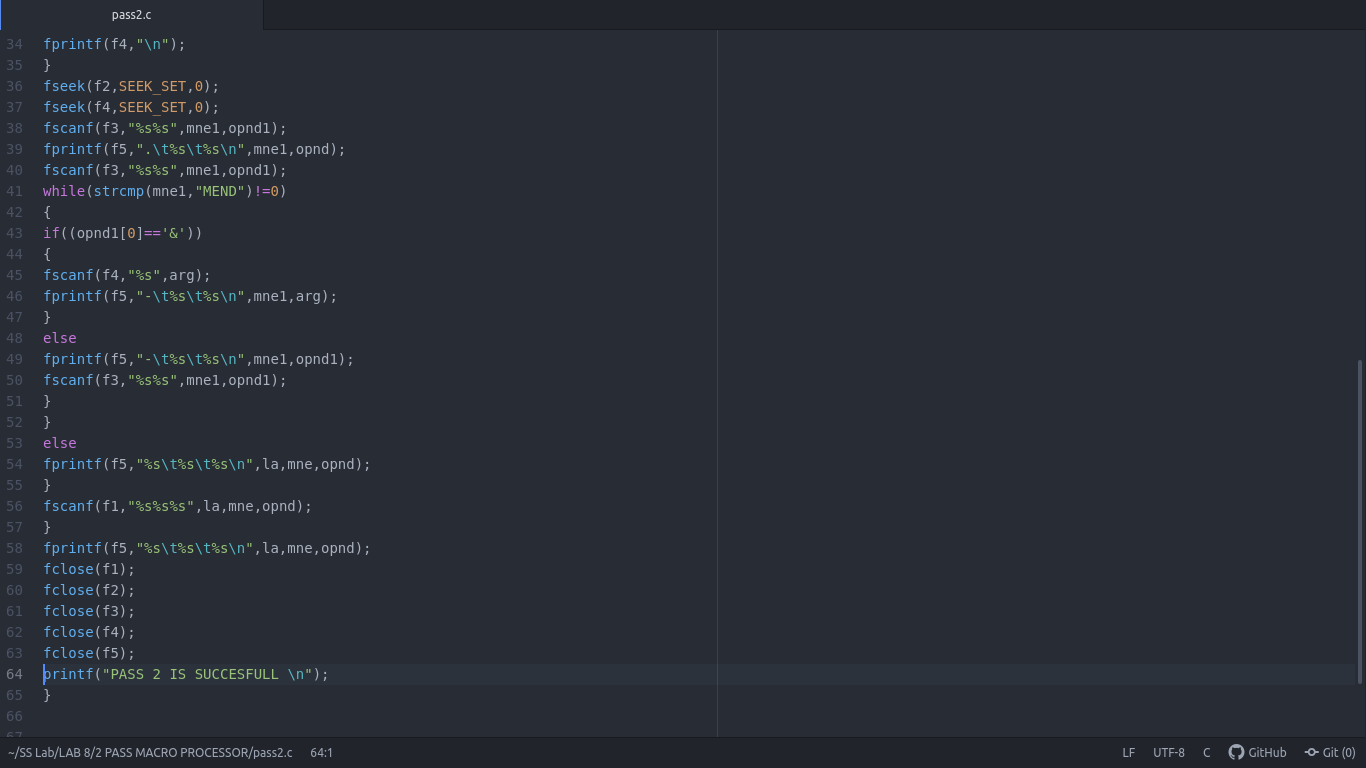 pass2.c
34 fprintf(f4,"\n");
35 }
36 fseek(f2,SEEK_SET,0);
37 fseek(f4,SEEK_SET,0);
38 fscanf(f3,"%s%s",mne1,opnd1);
39 fprintf(f5,".\t%s\t%s\n",mne1,opnd);
40 fscanf(f3,"%s%s",mne1,opnd1);
41 while(strcmp(mne1,"MEND")!=0)
42 {
43 if((opnd1[0]=='&'))
44 {
45 fscanf(f4,"%s",arg);
46 fprintf(f5,"-\t%s\t%s\n",mne1,arg);
47 }
48 else
49 fprintf(f5,"-\t%s\t%s\n",mne1,opnd1);
50 fscanf(f3,"%s%s",mne1,opnd1);
51 }
52 }
53 else
54 fprintf(f5,"%s\t%s\t%s\n",la,mne,opnd);
55 }
56 fscanf(f1,"%s%s%s",la,mne,opnd);
57 }
58 fprintf(f5,"%s\t%s\t%s\n",la,mne,opnd);
59 fclose(f1);
60 fclose(f2);
61 fclose(f3);
62 fclose(f4);
63 fclose(f5);
64 printf("PASS 2 IS SUCCESFULL \n");
65 }
66
67
~/SS Lab/LAB 8/2 PASS MACRO PROCESSOR/pass2.c 64:1 LF UTF-8 C GitHub Git (0)